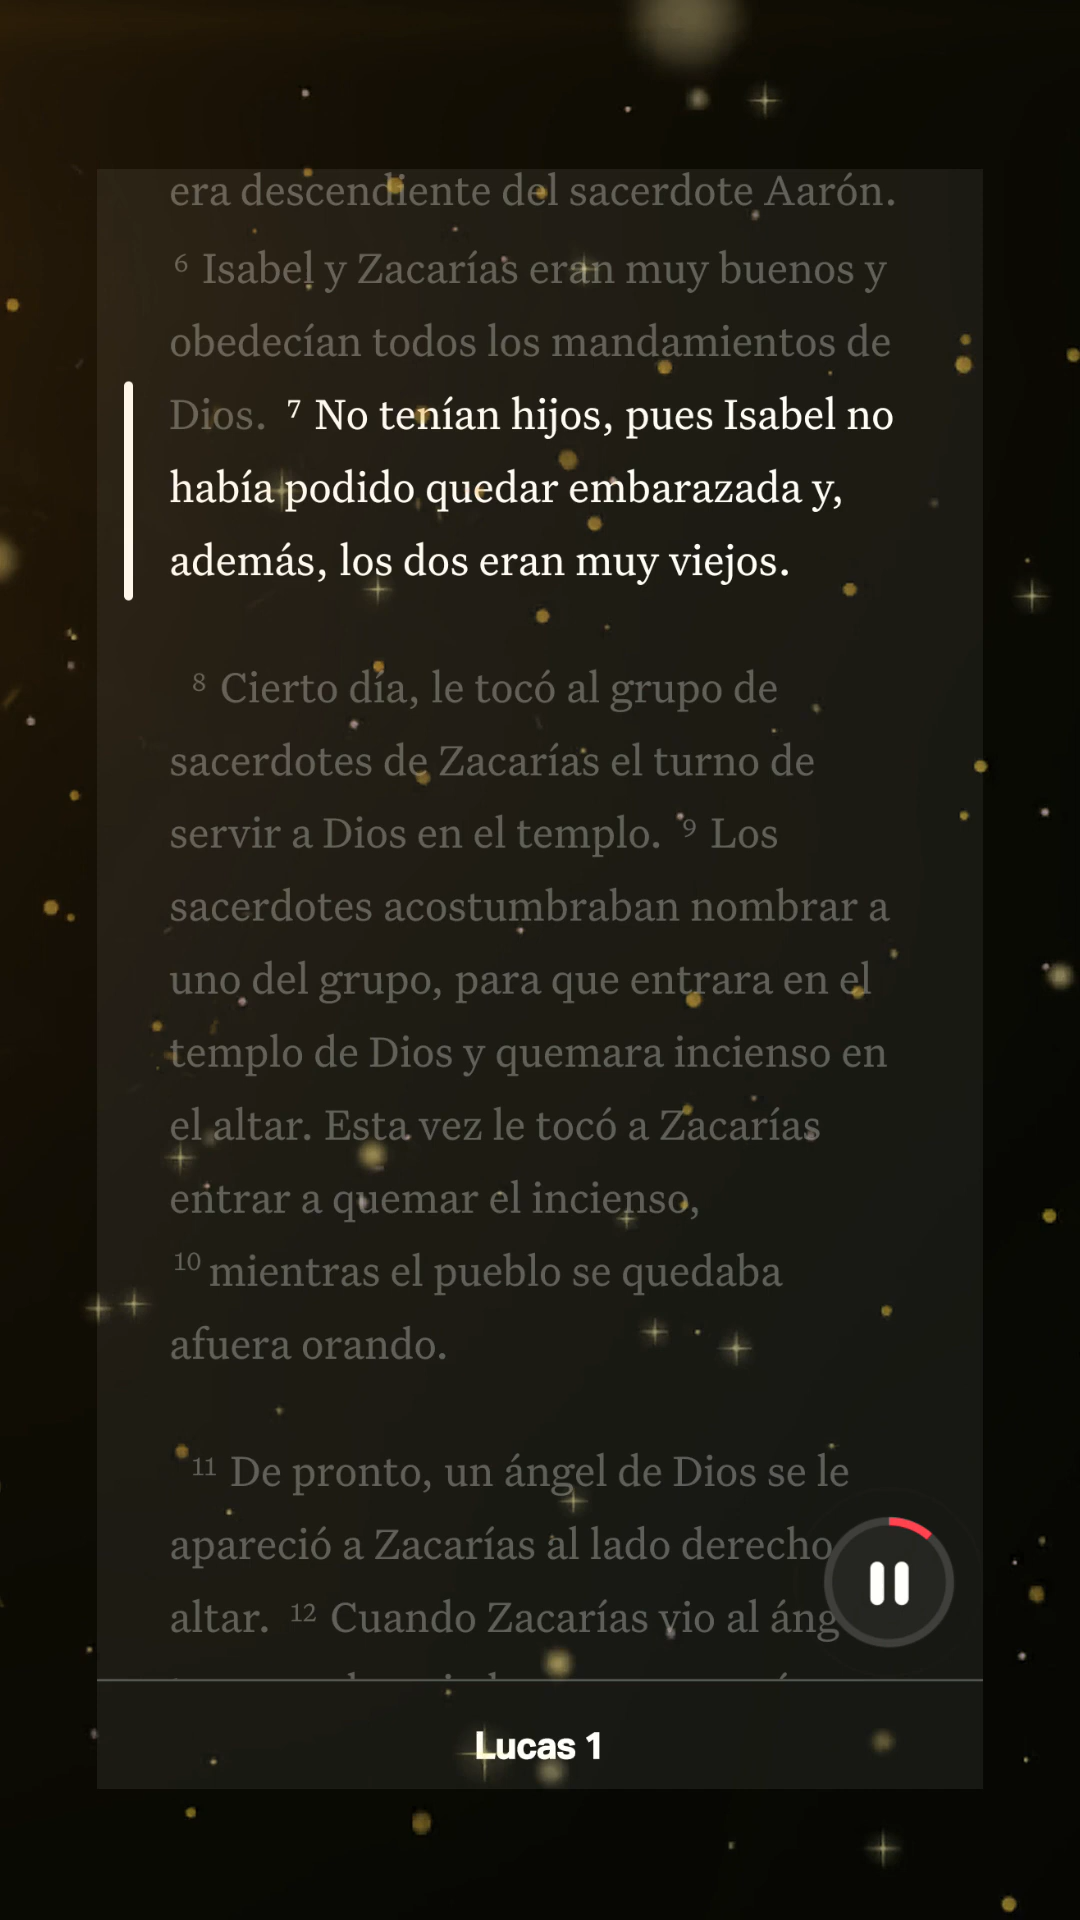 era descendiente del sacerdote Aarón.
6 Isabel y Zacarías eran muy buenos y
obedecían todos los mandamientos de
Dios. 7 No tenían hijos, pues Isabel no
había podido quedar embarazada y,
además, los dos eran muy viejos.
8 Cierto día, le tocó al grupo de
sacerdotes de Zacarías el turno de
servir a Dios en el templo. 9 Los
sacerdotes acostumbraban nombrar a
uno del grupo, para que entrara en el
templo de Dios y quemara incienso en
el altar. Esta vez le tocó a Zacarías
entrar a quemar el incienso,
10 mientras el pueblo se quedaba
afuera orando.
11 De pronto, un ángel de Dios se le
apareció a Zacarías al lado derecho
altar. 12 Cuando Zacarías vio al áng
Lucas 1